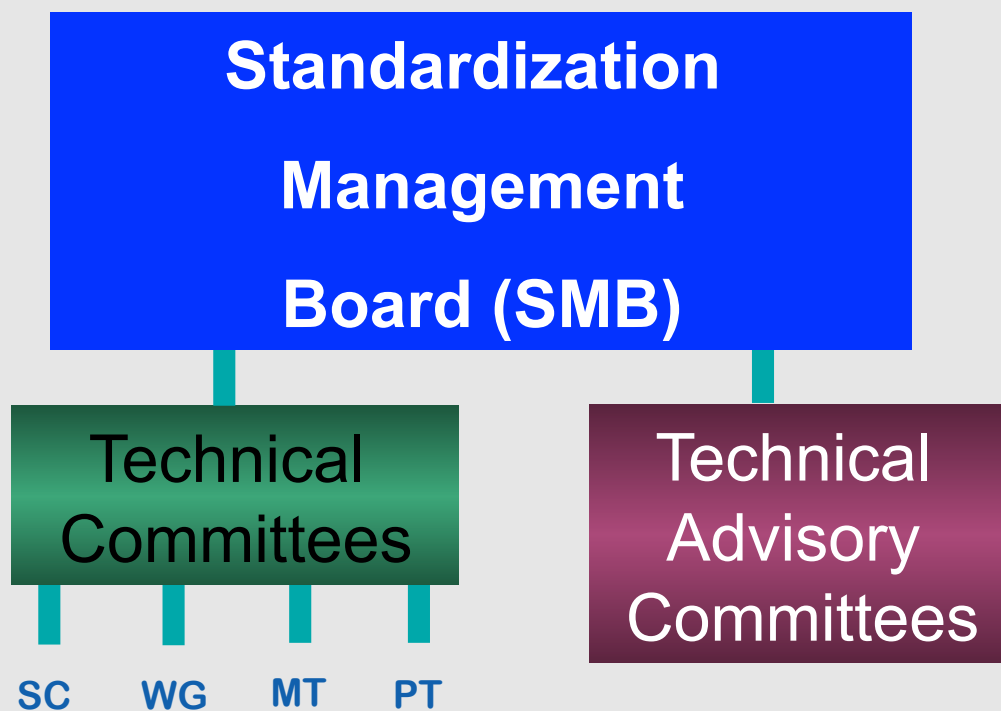 Standardization
Management
Board (SMB)
Technical
Committees
Technical
Advisory
Committees
SC WG MT PT